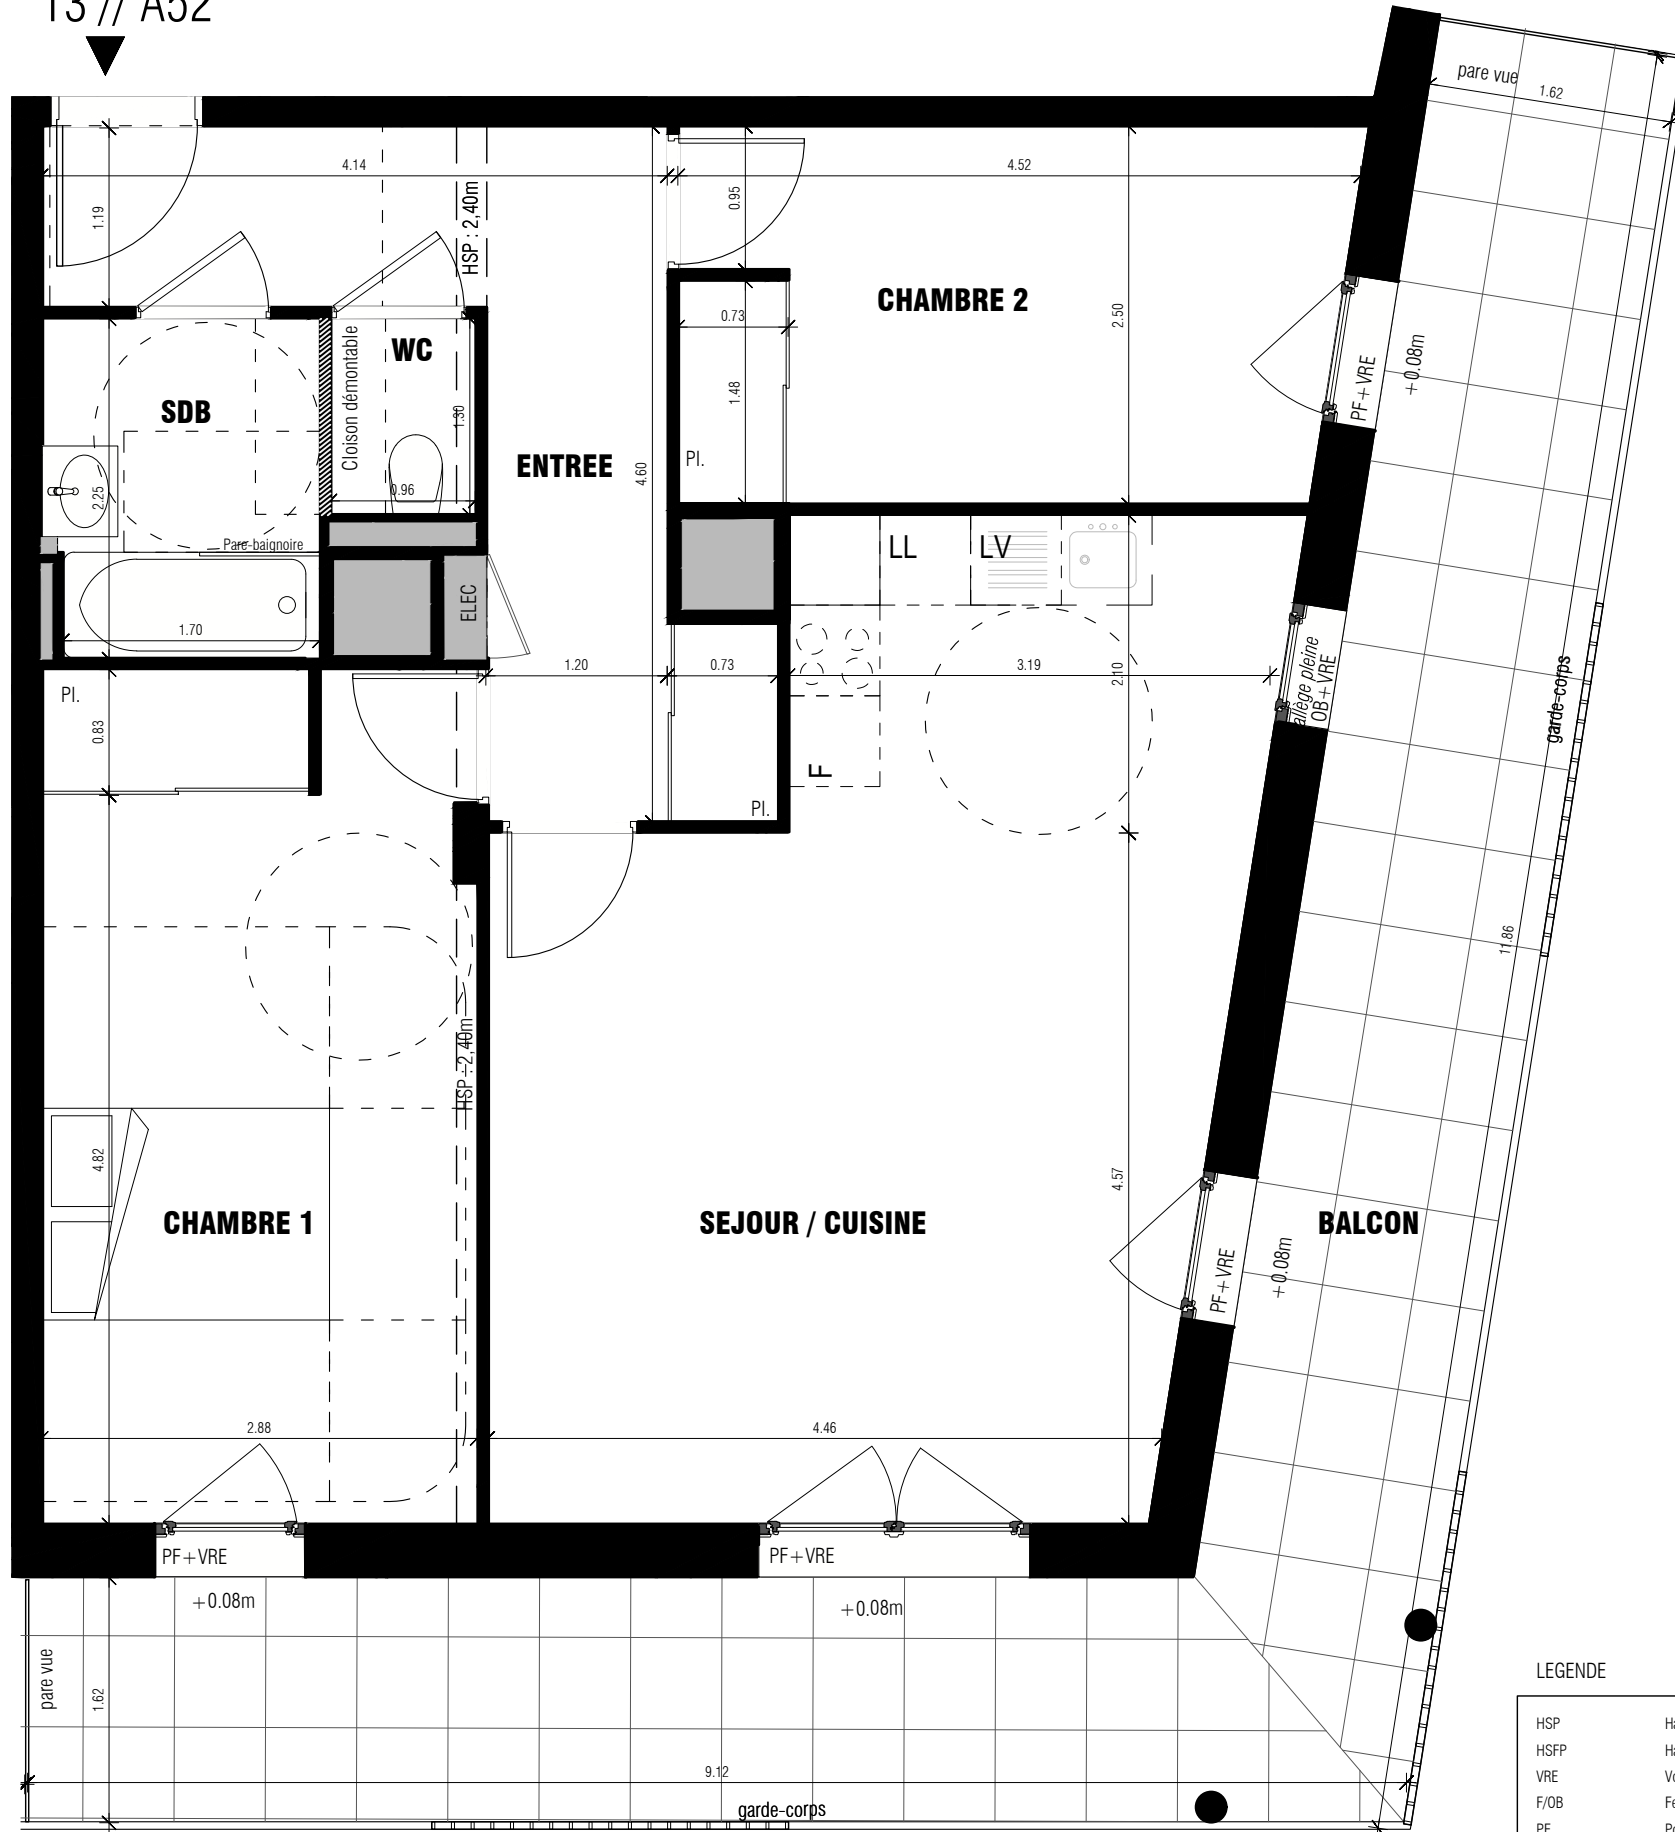 T3 // A52
pare vue
1.62
4.14
4.52
1.19
HSP : 2,40m
0.95
CHAMBRE 2
2.50
0.73
+0.08m
PF+VRE
WC
Cloison démontable
SDB
1.48
1.30
ENTREE
Pl.
4.60
0.96
2.25
Pare-baignoire
LL
LV
ELEC
1.70
1.20
0.73
3.19
2.10
allège pleine
OB+VRE
garde-corps
Pl.
0.83
F
Pl.
11.86
HSP : 2,40m
4.82
4.57
CHAMBRE 1
SEJOUR / CUISINE
BALCON
PF+VRE
+0.08m
2.88
4.46
PF+VRE
PF+VRE
+0.08m
+0.08m
pare vue
1.62
9.12
garde-corps
LEGENDE
HSP
HSFP
VRE
F/OB
PF